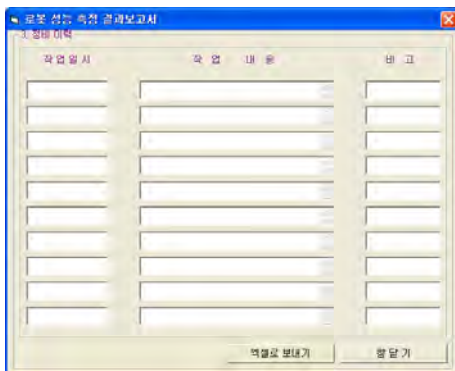 로봇 성능 측정 결과보고서
3. 정비 이력
작 업 일 시 작 업 내 용 비 고
엑셀로 보내기 창 닫 기